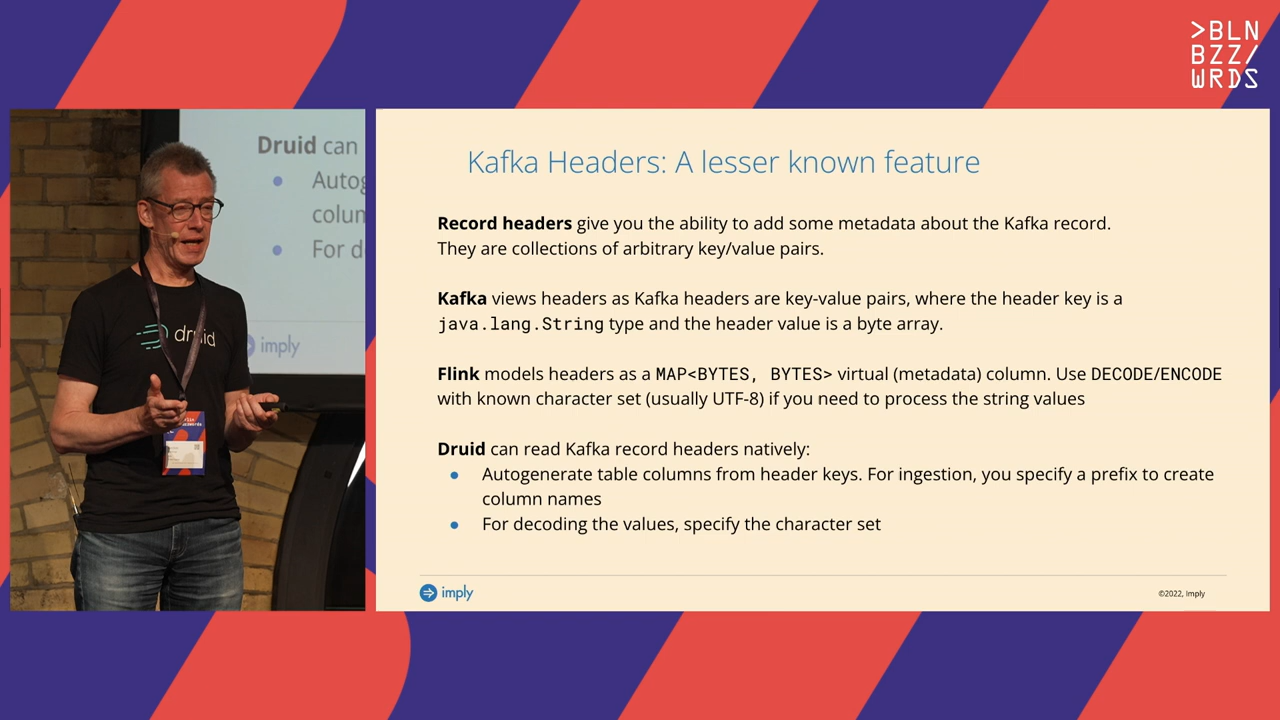 >BLN
BZZ/
WRDS
Druid can
Autog
colum
For d
imply
druid
Kafka Headers: A lesser known feature
Record headers give you the ability to add some metadata about the Kafka record.
They are collections of arbitrary key/value pairs.
Kafka views headers as Kafka headers are key-value pairs, where the header key is a
java.lang.String type and the header value is a byte array.
Flink models headers as a MAP<BYTES, BYTES> virtual (metadata) column. Use DECODE/ENCODE
with known character set (usually UTF-8) if you need to process the string values
Druid can read Kafka record headers natively:
● Autogenerate table columns from header keys. For ingestion, you specify a prefix to create
column names
● For decoding the values, specify the character set
imply
©2022, Imply